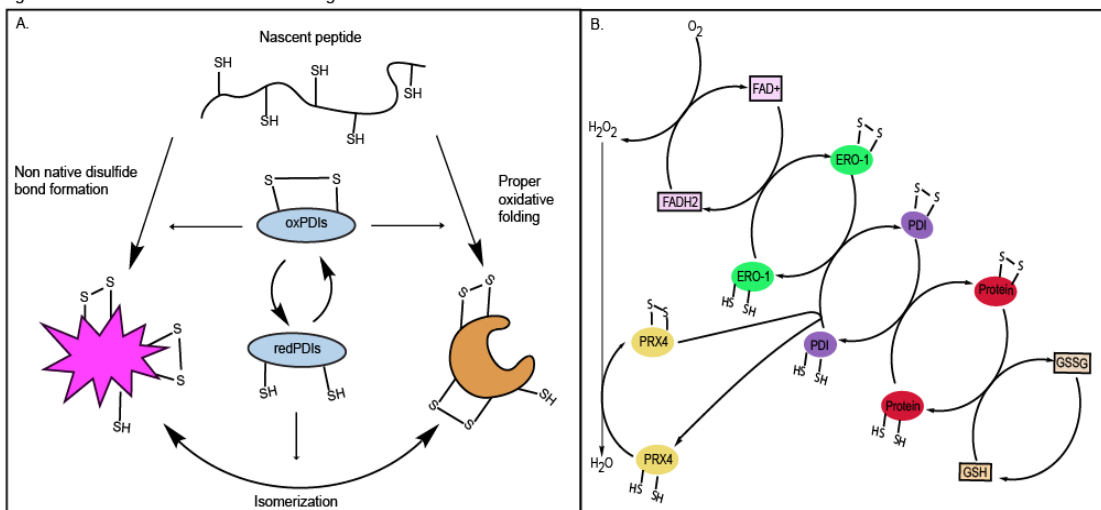 A.
Nascent peptide
SH
SH
SH
SH
SH
Non native disulfide
bond formation
S
S
oxPDIs
Proper
oxidative
folding
S
S
S
S
redPDIs
SH
SH
SH
S
S
SH
S
S
Isomerization
B.
O2
FAD+
H2O2
FADH2
S
S
ERO-1
S
S
PDI
ERO-1
HS
SH
S
S
Protein
S
S
PRX4
PDI
HS
SH
GSSG
Protein
HS
SH
PRX4
HS
SH
H2O
GSH